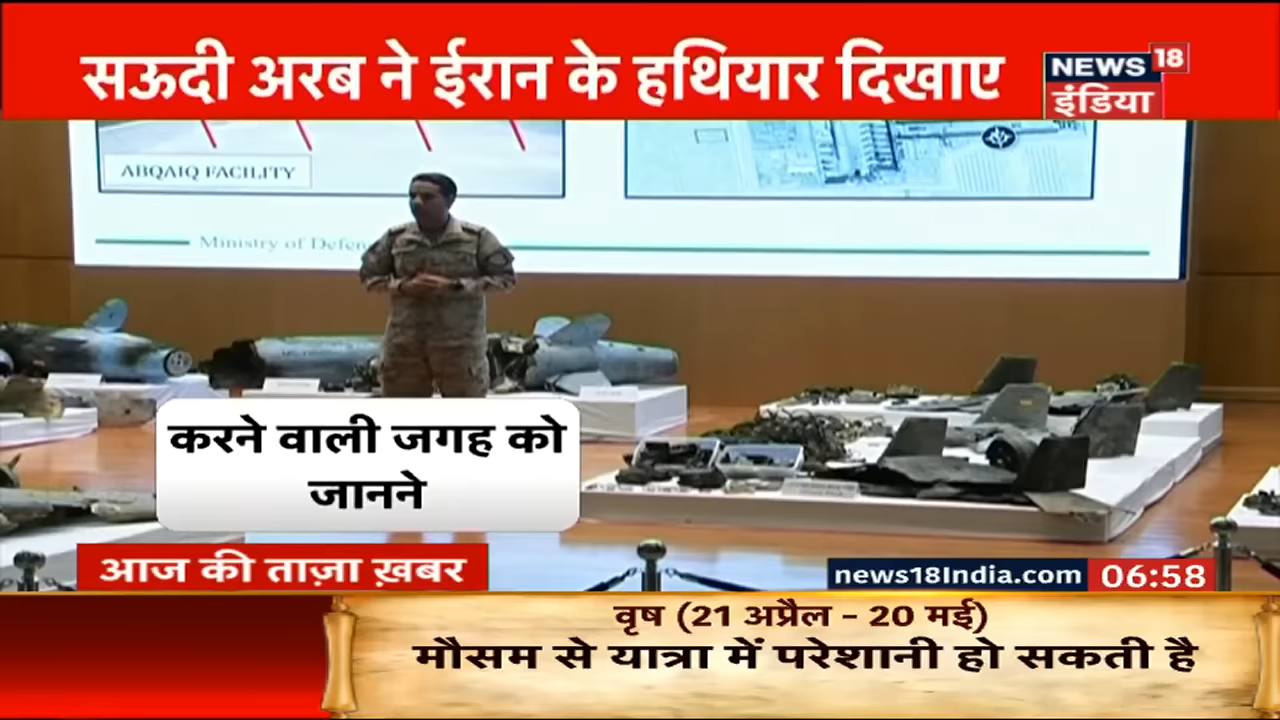 सऊदी अरब ने ईरान के हथियार दिखाए
NEWS 18
इंडिया
ABQAIQ FACILITY
Ministry of Defen
करने वाली जगह को
जानने
आज की ताज़ा ख़बर
news18India.com 06:58
वृष (21 अप्रैल - 20 मई)
मौसम से यात्रा में परेशानी हो सकती है